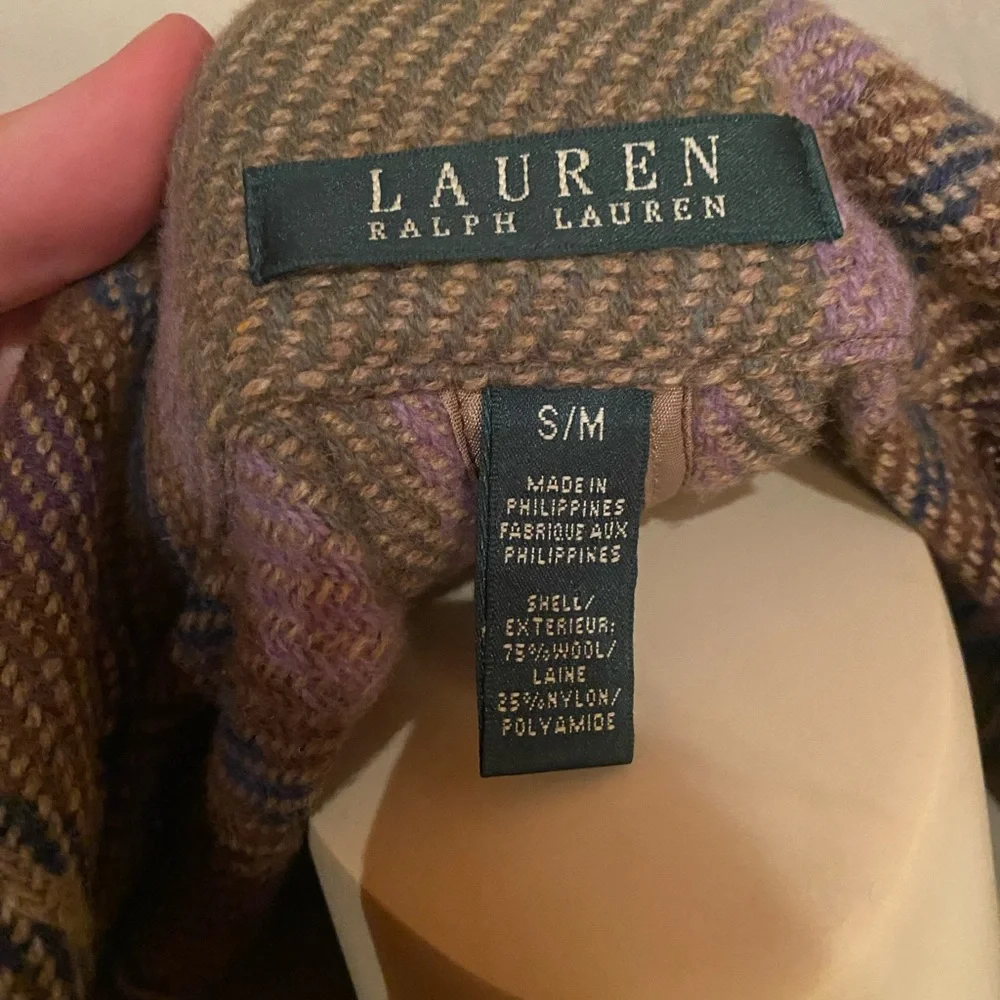 LAUREN
RALPH LAUREN
S/M
MADE IN
PHILIPPINES
FABRIQUE AUX
PHILIPPINES
SHELL/
EXTERIEUR:
75% WOOL/
LAINE
25% NYLON/
POLYAMIDE